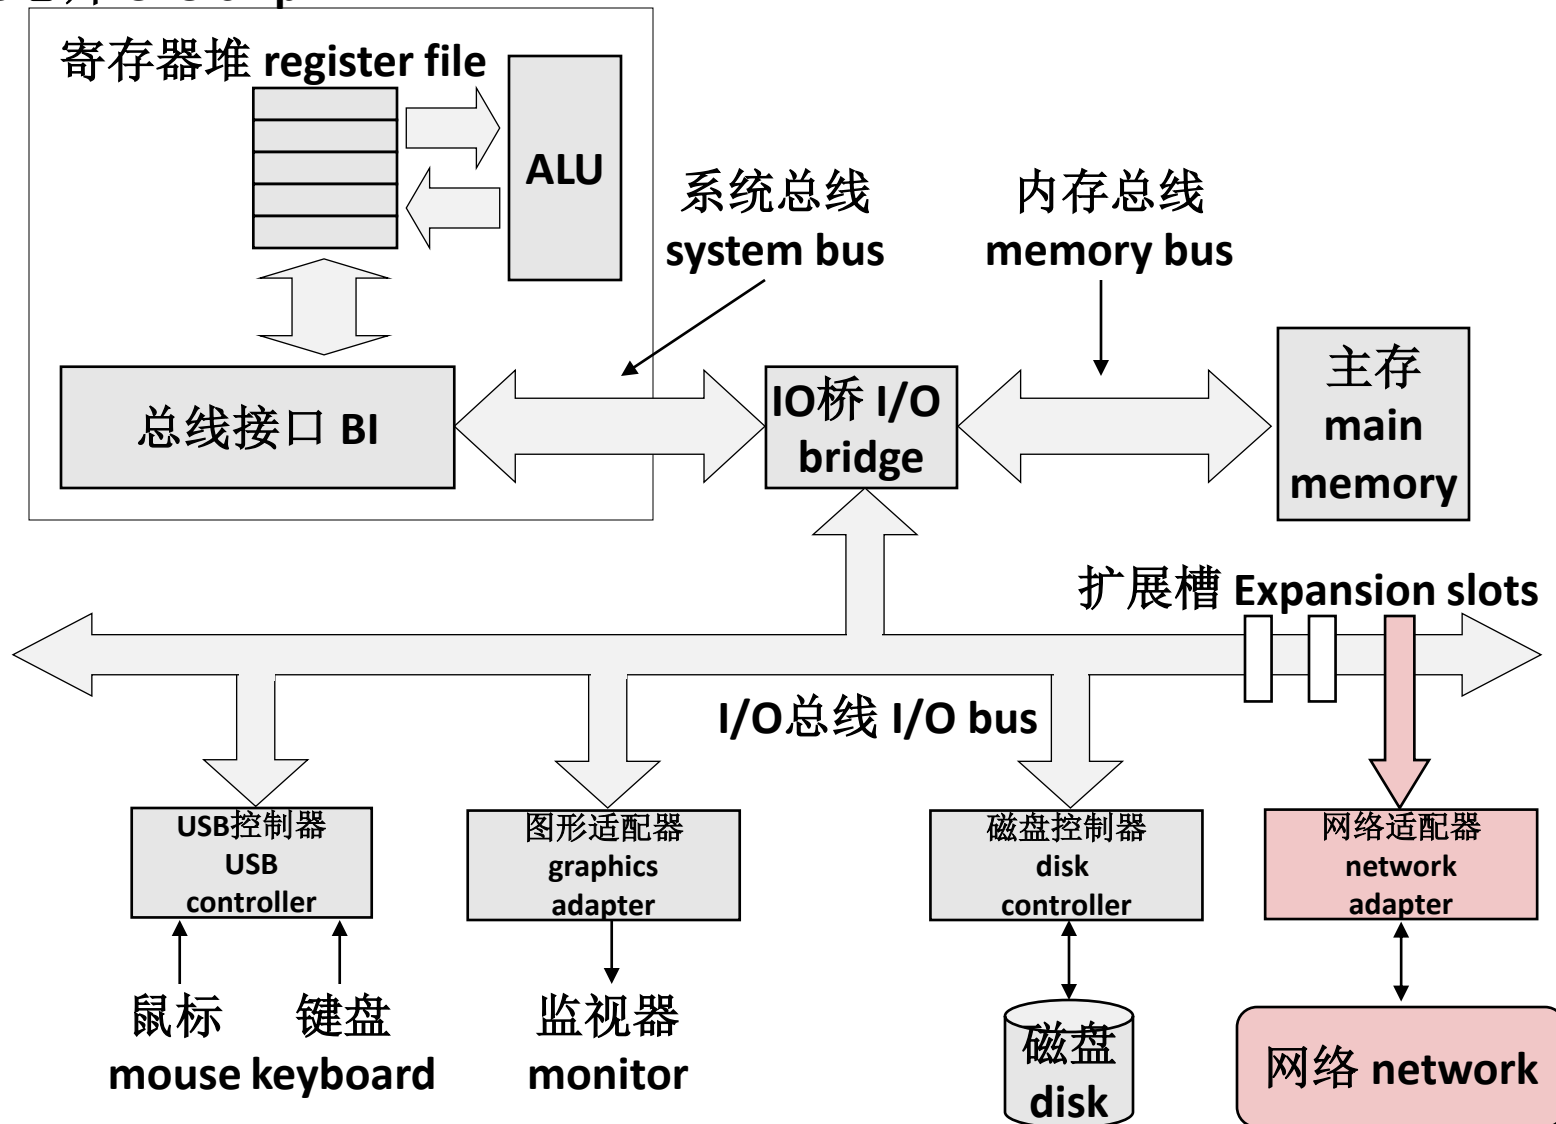 寄存器堆 register file
ALU
系统总线
system bus
内存总线
memory bus
总线接口 BI
IO桥 I/O
bridge
主存
main
memory
扩展槽 Expansion slots
I/O总线 I/O bus
USB控制器
USB
controller
图形适配器
graphics
adapter
磁盘控制器
disk
controller
网络适配器
network
adapter
鼠标
mouse
键盘
keyboard
监视器
monitor
磁盘
disk
网络 network